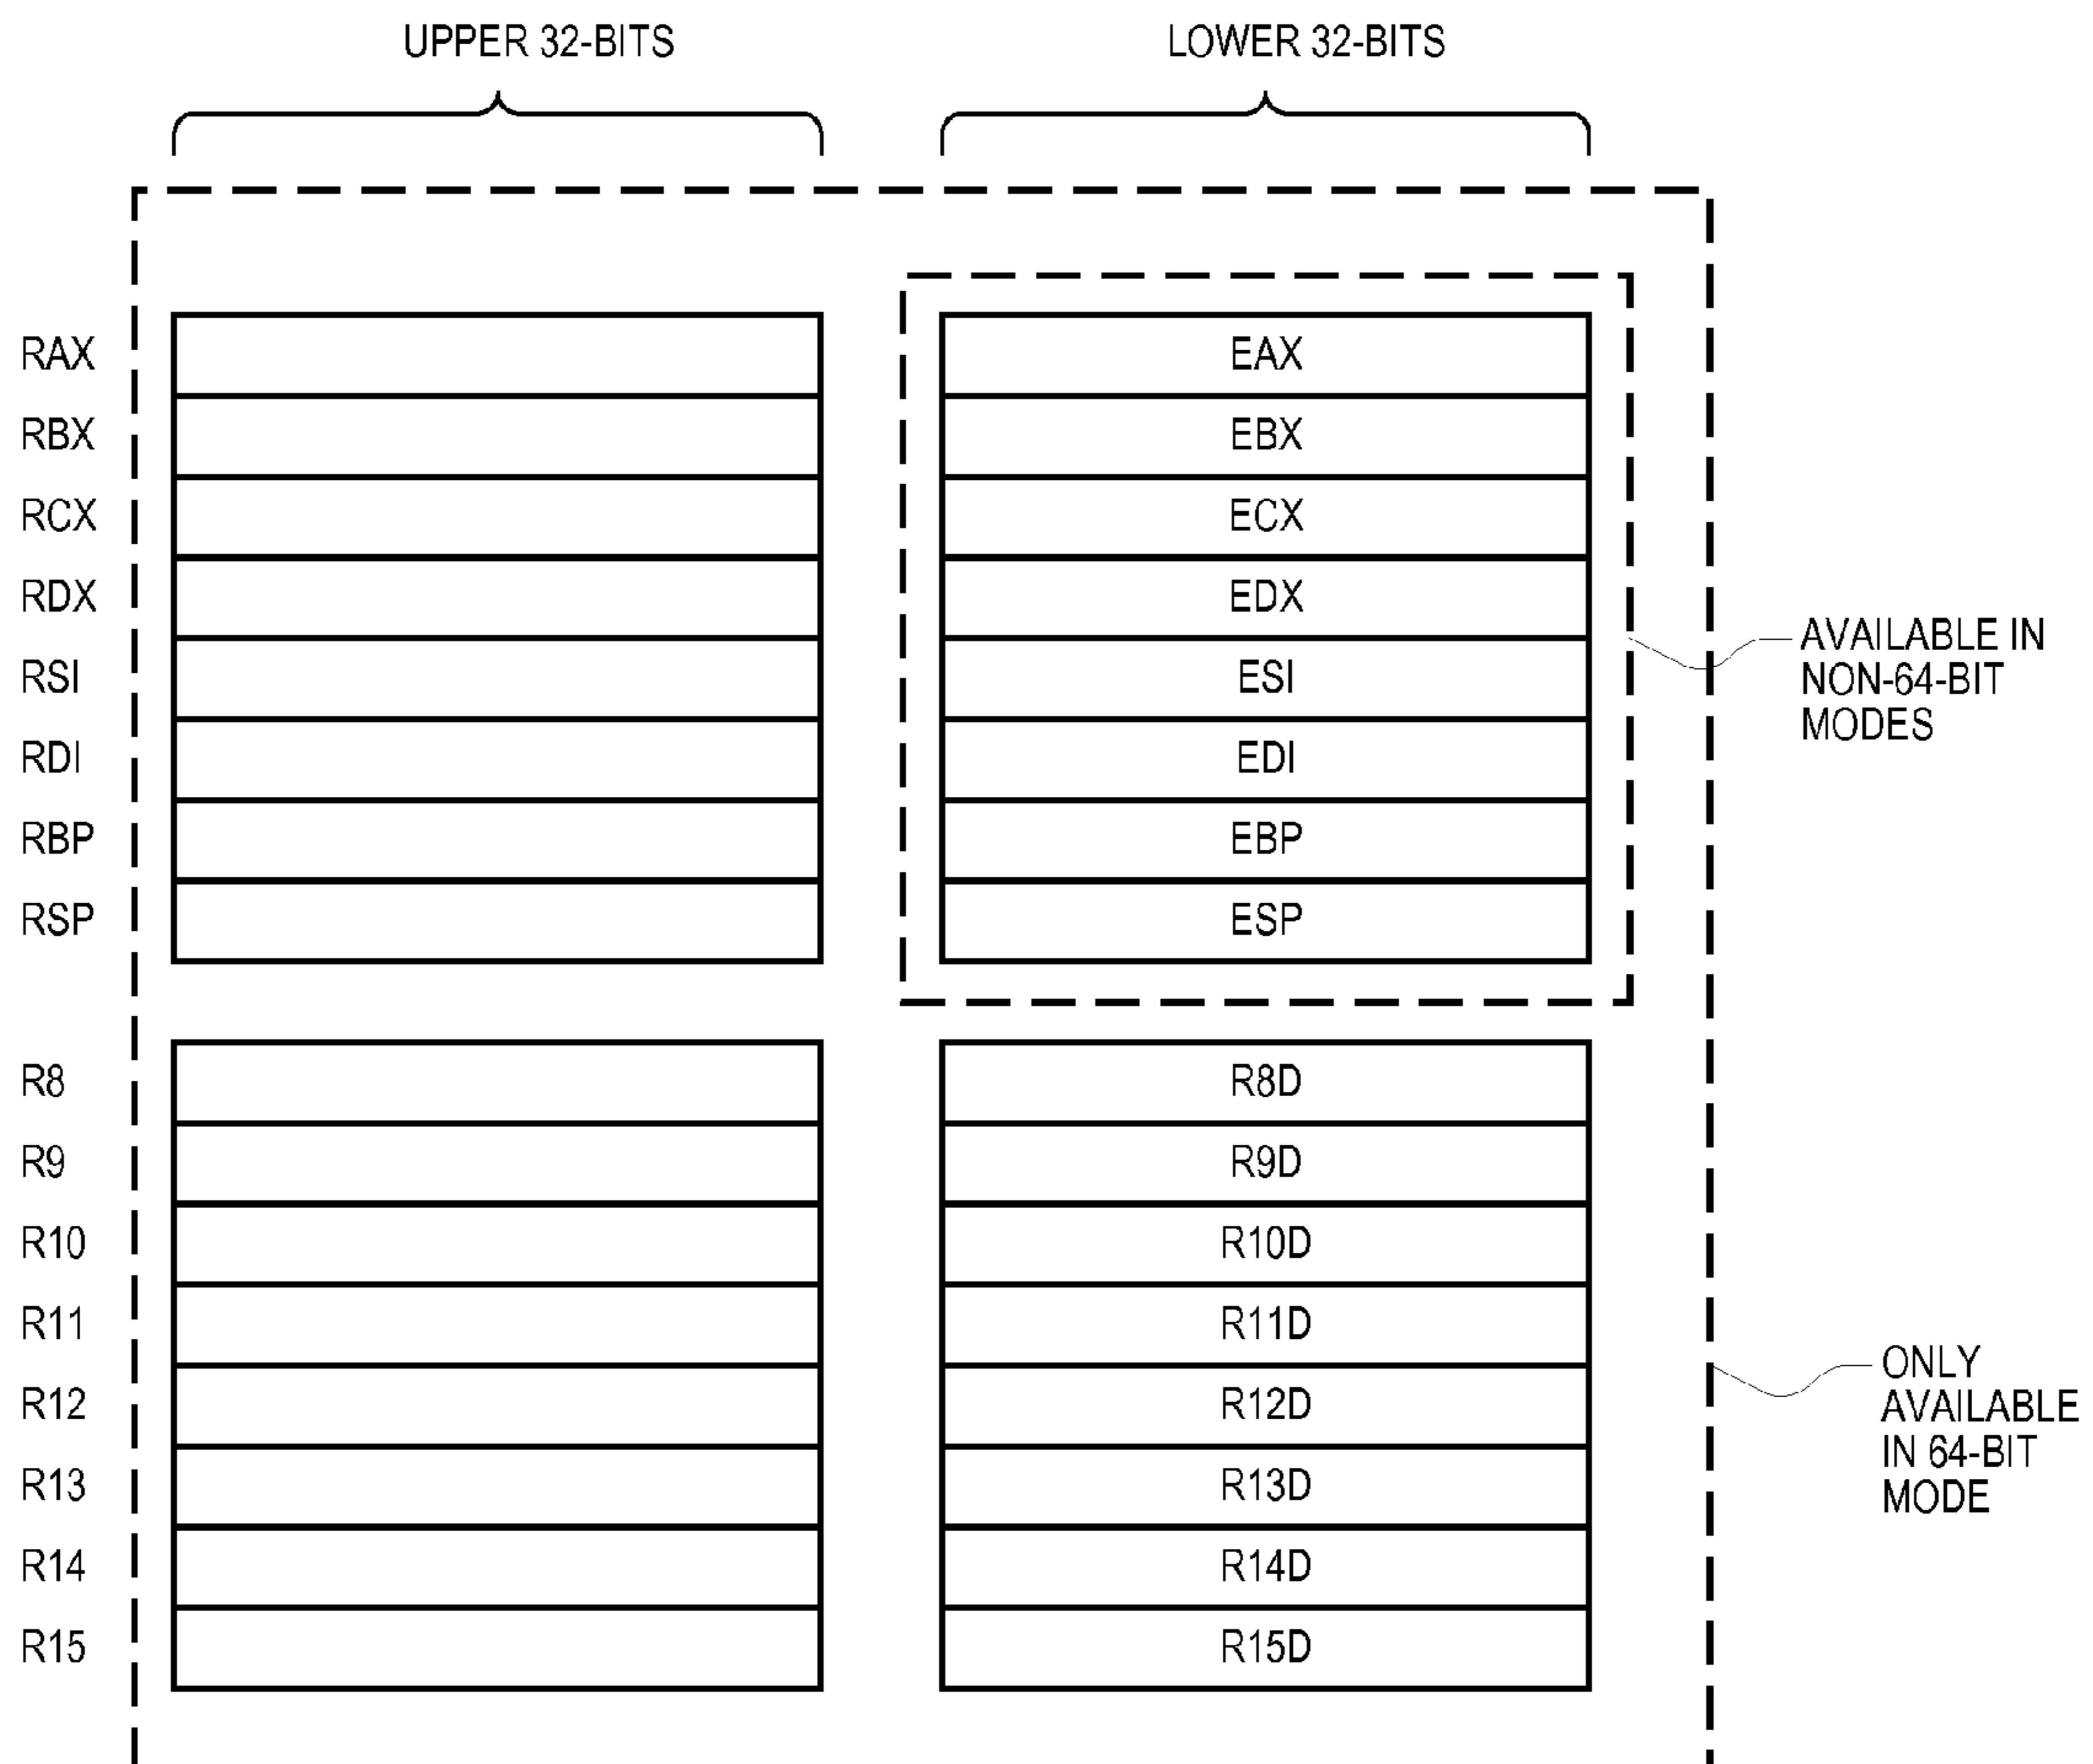 UPPER 32-BITS
LOWER 32-BITS
RAX
EAX
RBX
EBX
RCX
ECX
RDX
EDX
RSI
ESI
RDI
EDI
RBP
EBP
RSP
ESP
AVAILABLE IN
NON-64-BIT
MODES
R8
R8D
R9
R9D
R10
R10D
R11
R11D
R12
R12D
R13
R13D
R14
R14D
R15
R15D
ONLY
AVAILABLE
IN 64-BIT
MODE